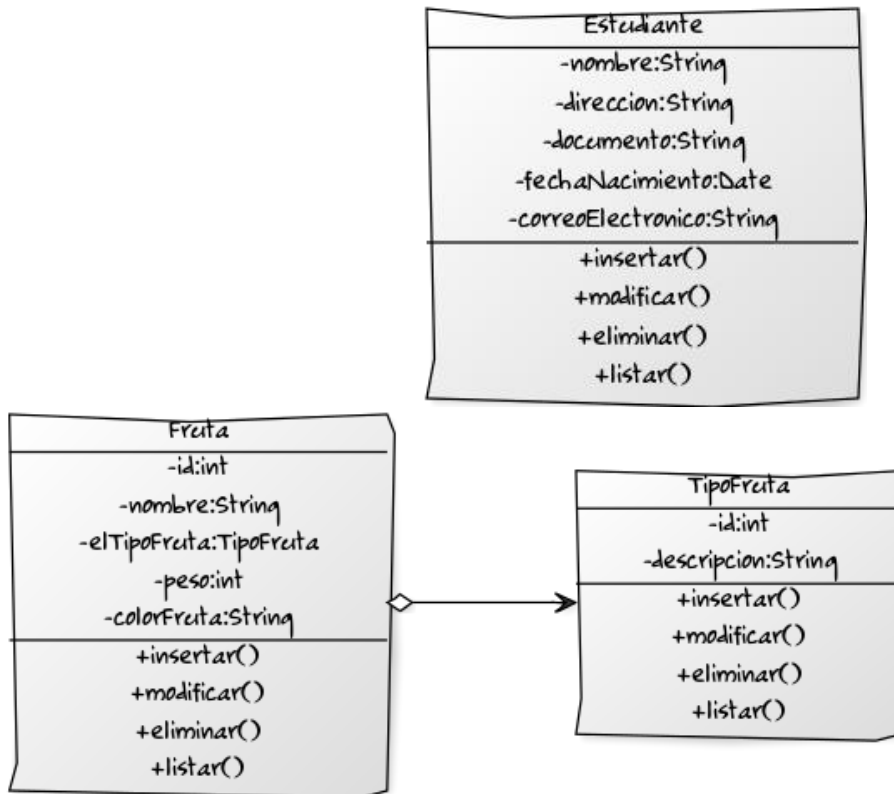 Estudiante
-nombre:String
-direccion:String
-documento:String
-fechaNacimiento:Date
-correoElectronico:String
+insertar()
+modificar()
+eliminar()
+listar()
Fruta
-id:int
-nombre:String
-elTipoFruta:TipoFruta
-peso:int
-colorFruta:String
+insertar()
+modificar()
+eliminar()
+listar()
TipoFruta
-id:int
-descripcion:String
+insertar()
+modificar()
+eliminar()
+listar()